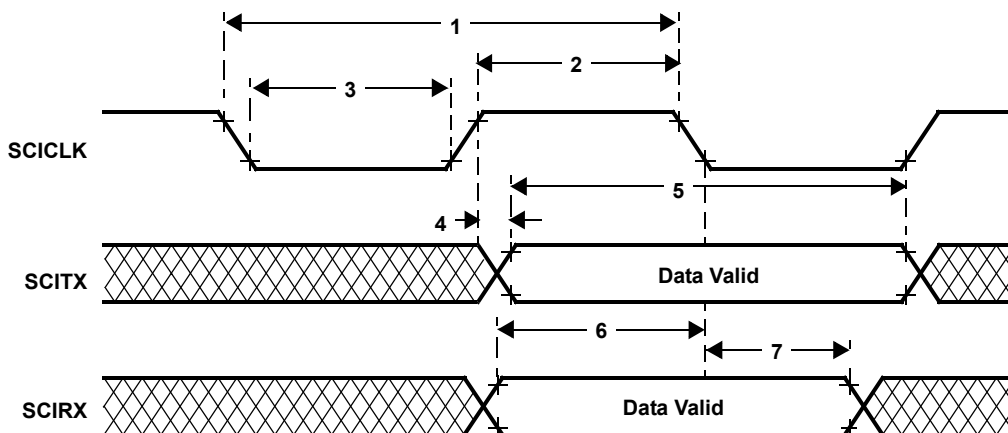 1
2
3
SCICLK
5
4
SCITX
Data Valid
6
7
SCIRX
Data Valid